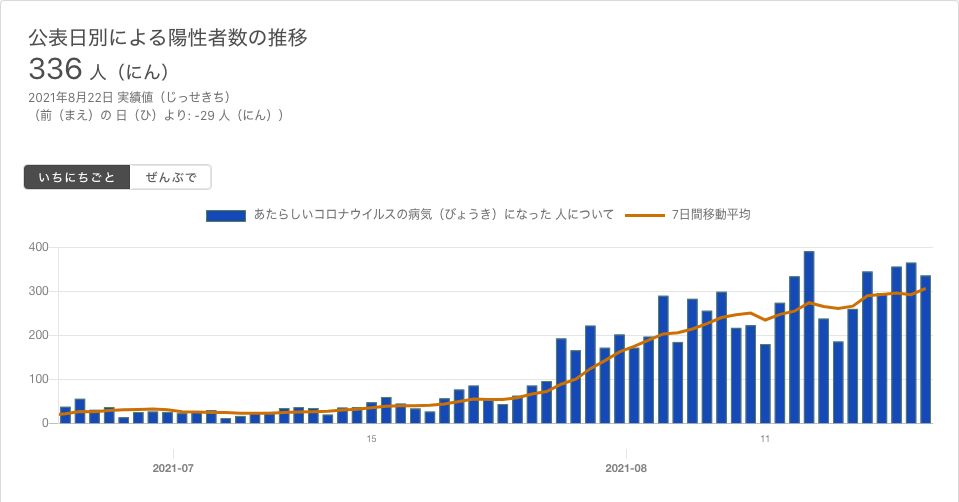 公表日別による陽性者数の推移
336 人（にん）
2021年8月22日 実績値（じっせきち）
（前（まえ）の 日（ひ）より: -29 人（にん））
いちにちごと ぜんぶで
あたらしいコロナウイルスの病気（びょうき）になった 人について 7日間移動平均
400
300
200
100
0
15 11
2021-07 2021-08